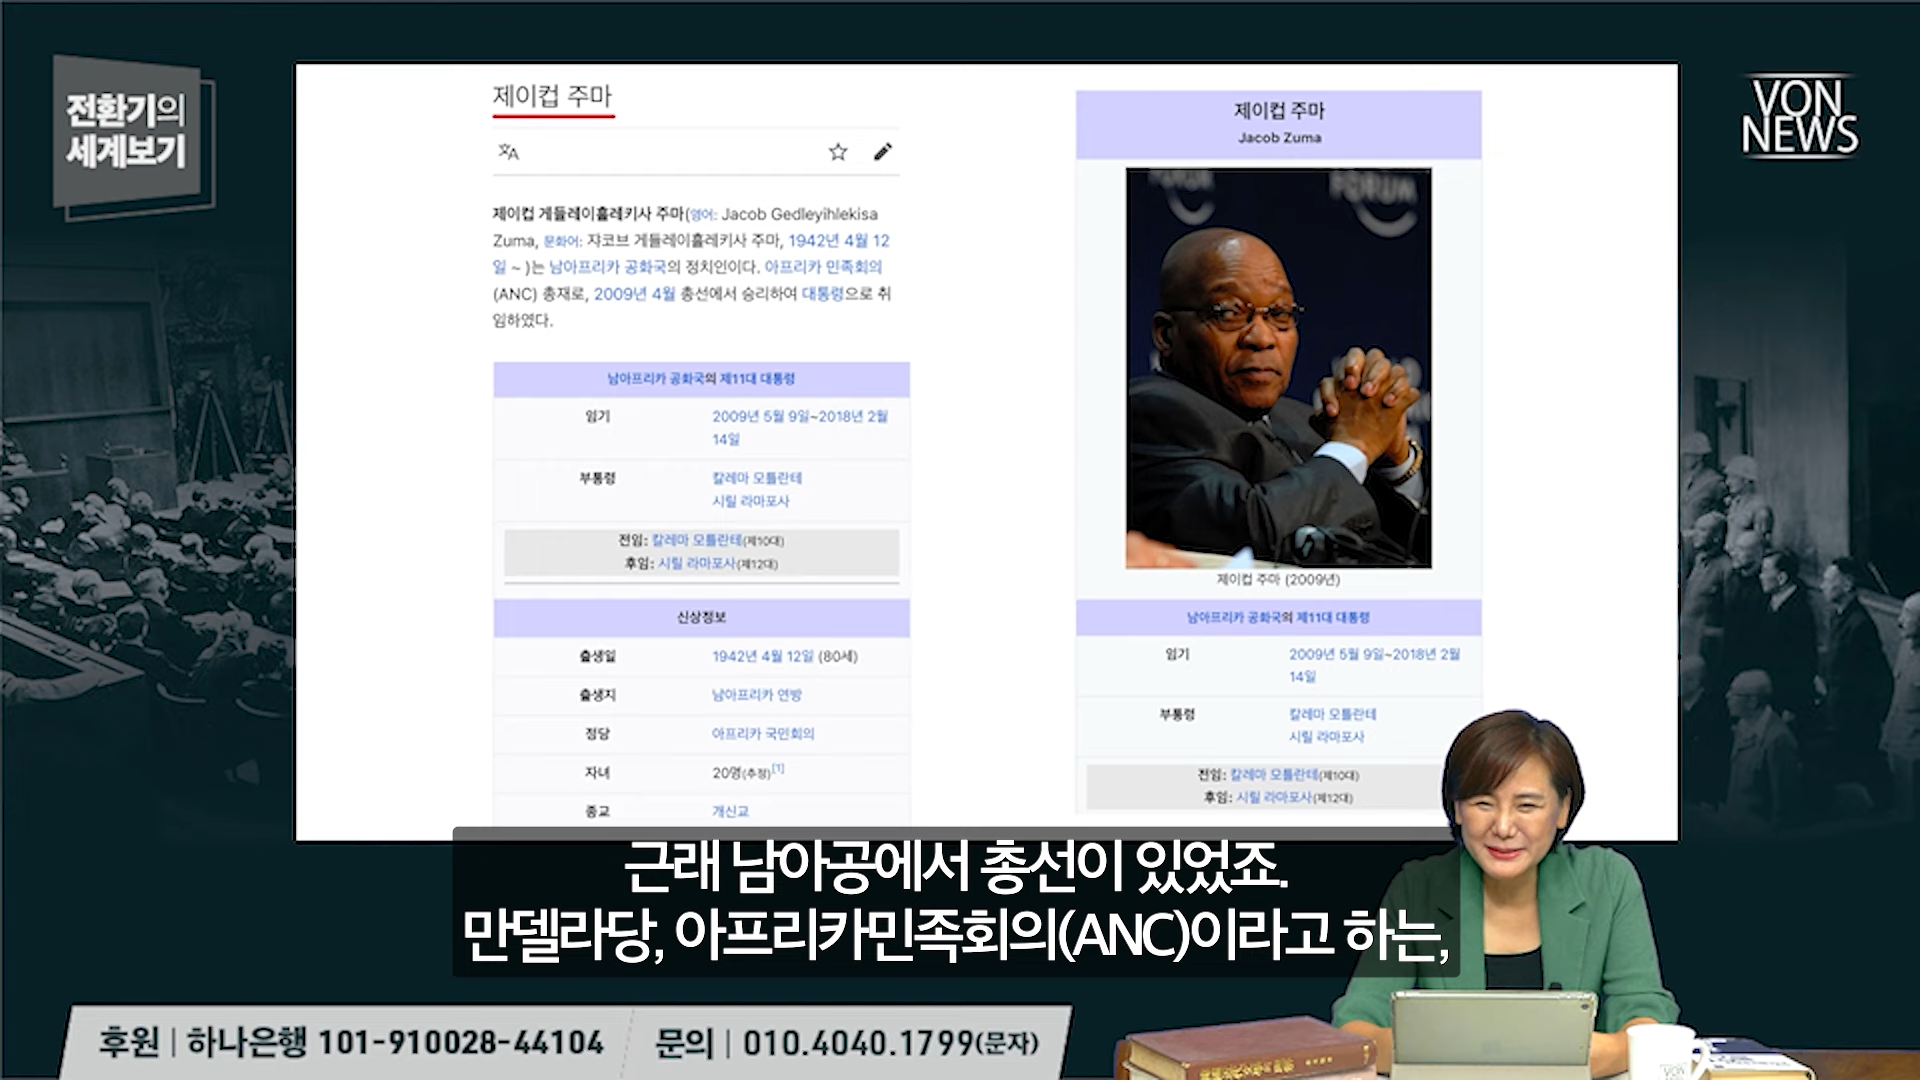 전환기의
세계보기
VON
NEWS
제이컵 주마
제이컵 게들레이흘레키사 주마(영어: Jacob Gedleyihlekisa
Zuma, 문화어: 쟈코브 게들레이흘레키사 주마, 1942년 4월 12
일 ~ )는 남아프리카 공화국의 정치인이다. 아프리카 민족회의
(ANC) 총재로, 2009년 4월 총선에서 승리하여 대통령으로 취
임하였다.
남아프리카 공화국의 제11대 대통령
임기 2009년 5월 9일~2018년 2월
14일
부통령 칼레마 모틀란테
시릴 라마포사
전임: 칼레마 모틀란테(제10대)
후임: 시릴 라마포사(제12대)
신상정보
출생일 1942년 4월 12일 (80세)
출생지 남아프리카 연방
정당 아프리카 국민회의
자녀 20명(추정)[1]
종교 개신교
제이컵 주마
Jacob Zuma
FORUM
제이컵 주마 (2009년)
남아프리카 공화국의 제11대 대통령
임기 2009년 5월 9일~2018년 2월
14일
부통령 칼레마 모틀란테
시릴 라마포사
전임: 칼레마 모틀란테(제10대)
후임: 시릴 라마포사(제12대)
근래 남아공에서 총선이 있었죠.
만델라당, 아프리카민족회의(ANC)이라고 하는,
후원 | 하나은행 101-910028-44104
문의 | 010.4040.1799(문자)